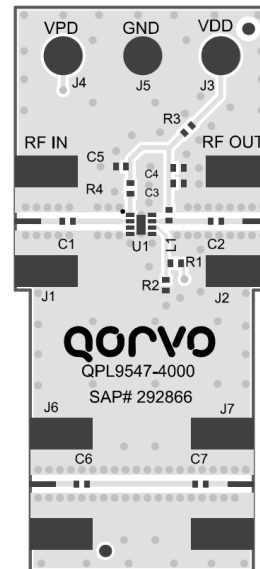 VPD GND VDD
J4 J5 J3
R3
RF IN RF OUT
C5 C4
R4 C3
C1 U1 L1 C2
R1
J1 R2 J2
QORVO
QPL9547-4000
SAP# 292866
J6 J7
C6 C7